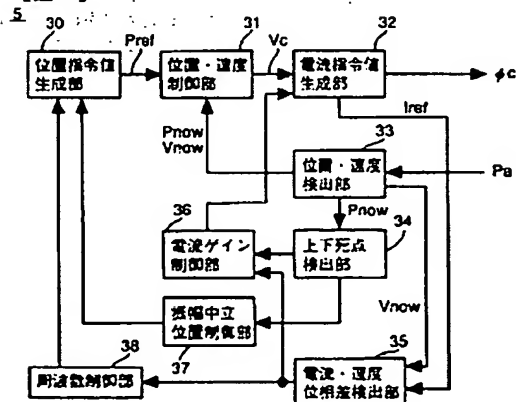 5
30
31
32
位置指令値
生成部
Pref
位置・速度
制御部
Vc
電流指令値
生成部
φc
Iref
Pnow
Vnow
33
位置・速度
検出部
Pa
Pnow
36
電流ゲイン
制御部
34
上下死点
検出部
振幅中立
位置制御部
37
Vnow
38
周波数制御部
35
電流・速度
位相差検出部